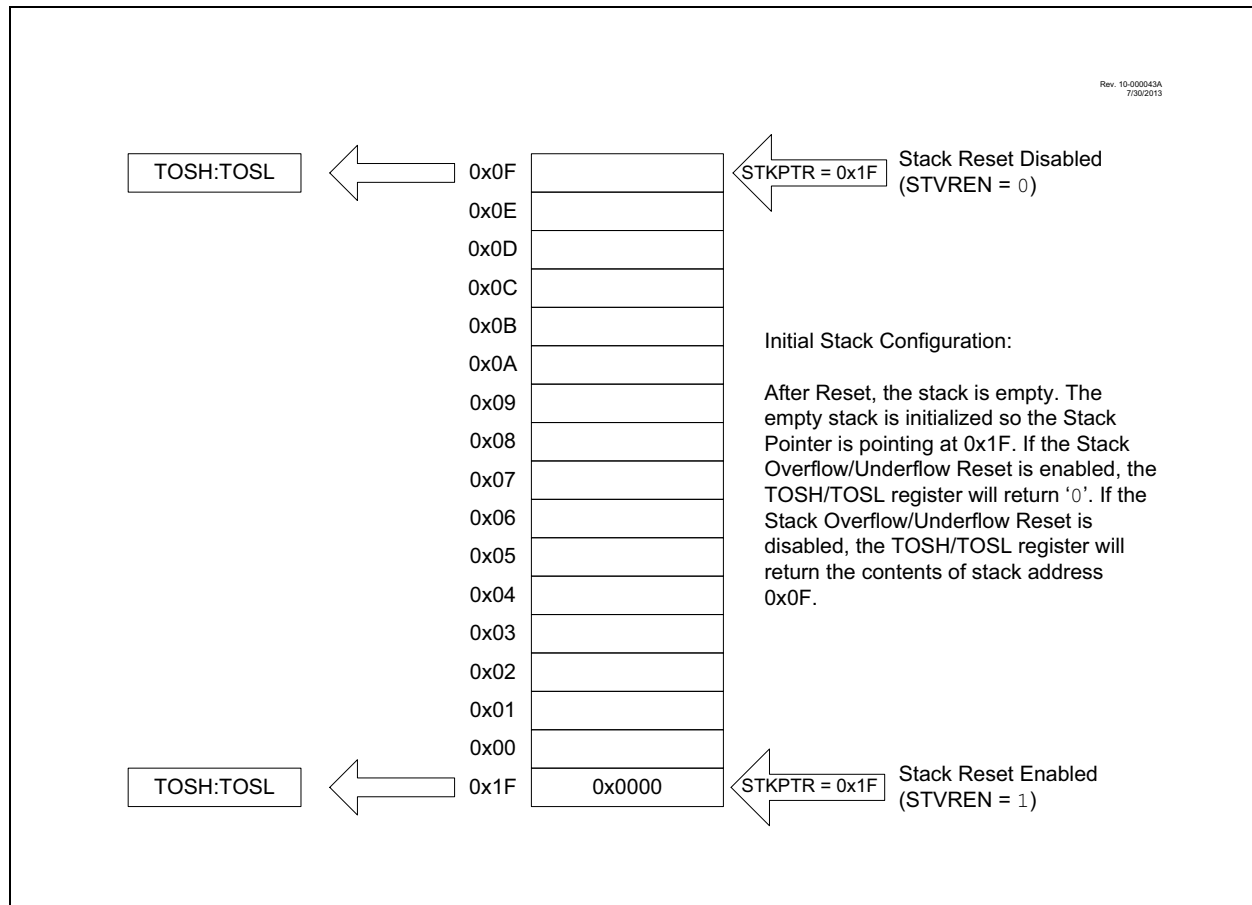 Rev. 10-000043A
7/30/2013
TOSH:TOSL
0x0F
STKPTR = 0x1F
Stack Reset Disabled
(STVREN = 0)
0x0E
0x0D
0x0C
0x0B
0x0A
0x09
0x08
0x07
0x06
0x05
0x04
0x03
0x02
0x01
0x00
Initial Stack Configuration:
After Reset, the stack is empty. The
empty stack is initialized so the Stack
Pointer is pointing at 0x1F. If the Stack
Overflow/Underflow Reset is enabled, the
TOSH/TOSL register will return ‘0’. If the
Stack Overflow/Underflow Reset is
disabled, the TOSH/TOSL register will
return the contents of stack address
0x0F.
TOSH:TOSL
0x1F
0x0000
STKPTR = 0x1F
Stack Reset Enabled
(STVREN = 1)